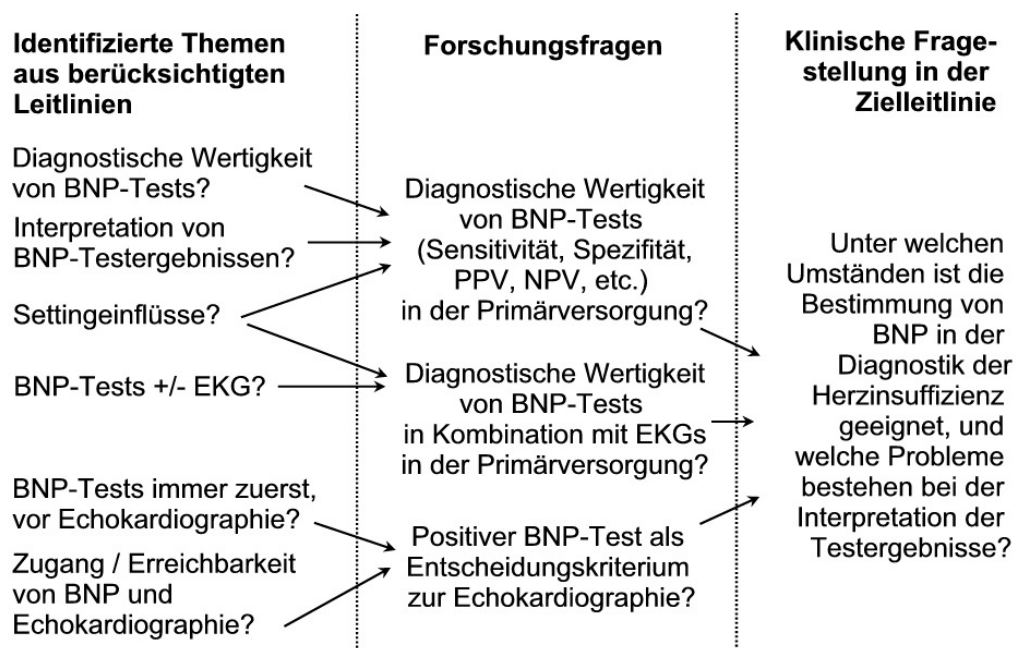 Identifizierte Themen
aus berücksichtigten
Leitlinien
Diagnostische Wertigkeit
von BNP-Tests?
Interpretation von
BNP-Testergebnissen?
Settingeinflüsse?
BNP-Tests +/- EKG?
BNP-Tests immer zuerst,
vor Echokardiographie?
Zugang / Erreichbarkeit
von BNP und
Echokardiographie?
Forschungsfragen
Diagnostische Wertigkeit
von BNP-Tests
(Sensitivität, Spezifität,
PPV, NPV, etc.)
in der Primärversorgung?
Diagnostische Wertigkeit
von BNP-Tests
in Kombination mit EKGs
in der Primärversorgung?
Positiver BNP-Test als
Entscheidungskriterium
zur Echokardiographie?
Klinische Frage-
stellung in der
Zielleitlinie
Unter welchen
Umständen ist die
Bestimmung von
BNP in der
Diagnostik der
Herzinsuffizienz
geeignet, und
welche Probleme
bestehen bei der
Interpretation der
Testergebnisse?